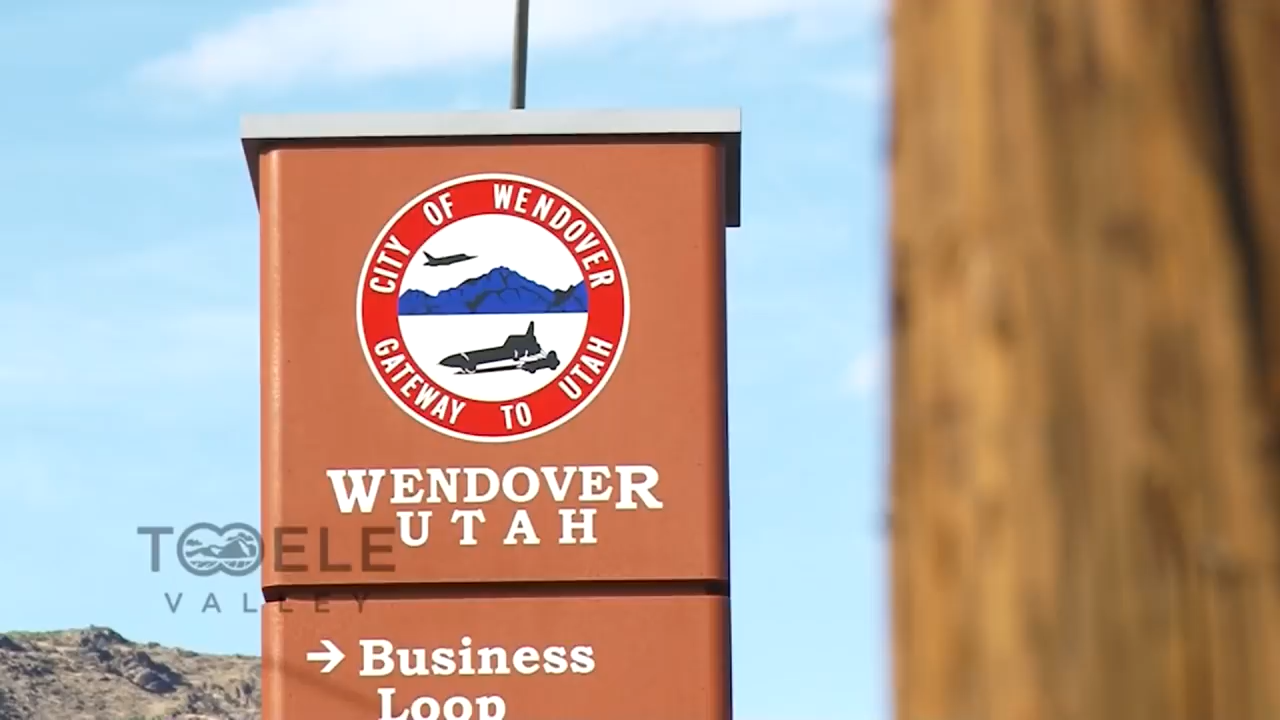 CITY OF WENDOVER
GATEWAY TO UTAH
WENDOVER
UTAH
TOOELE
VALLEY
→ Business
Loop